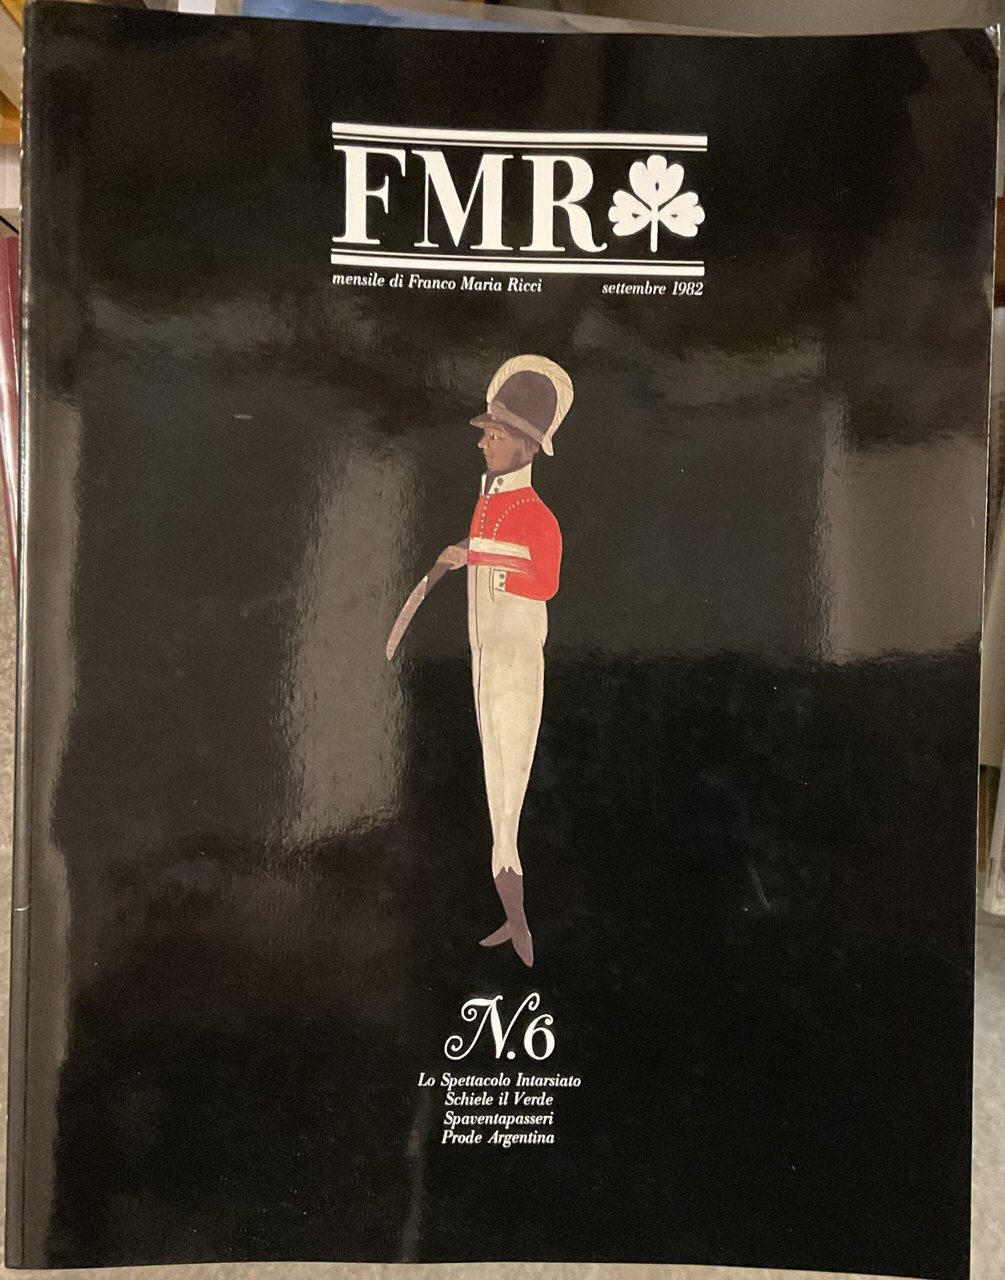 FMR
mensile di Franco Maria Ricci settembre 1982
N.6
Lo Spettacolo Intarsiato
Schiele il Verde
Spaventapasseri
Prode Argentina